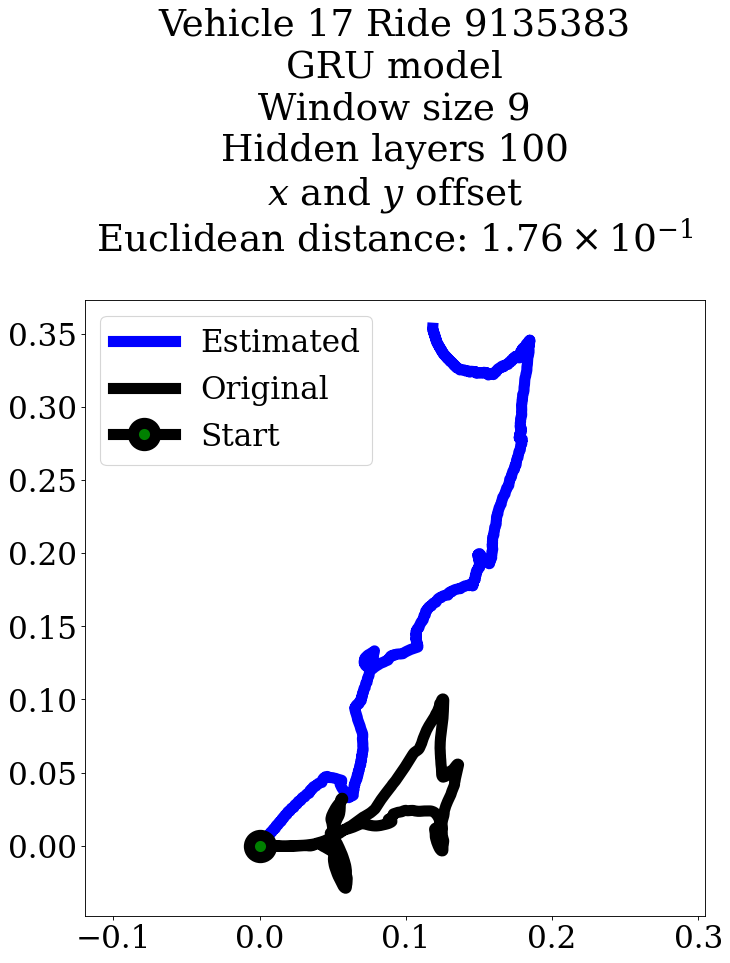 Vehicle 17 Ride 9135383
GRU model
Window size 9
Hidden layers 100
x and y offset
Euclidean distance: 1.76 × 10⁻¹
Estimated
Original
Start
0.35
0.30
0.25
0.20
0.15
0.10
0.05
0.00
−0.1
0.0
0.1
0.2
0.3